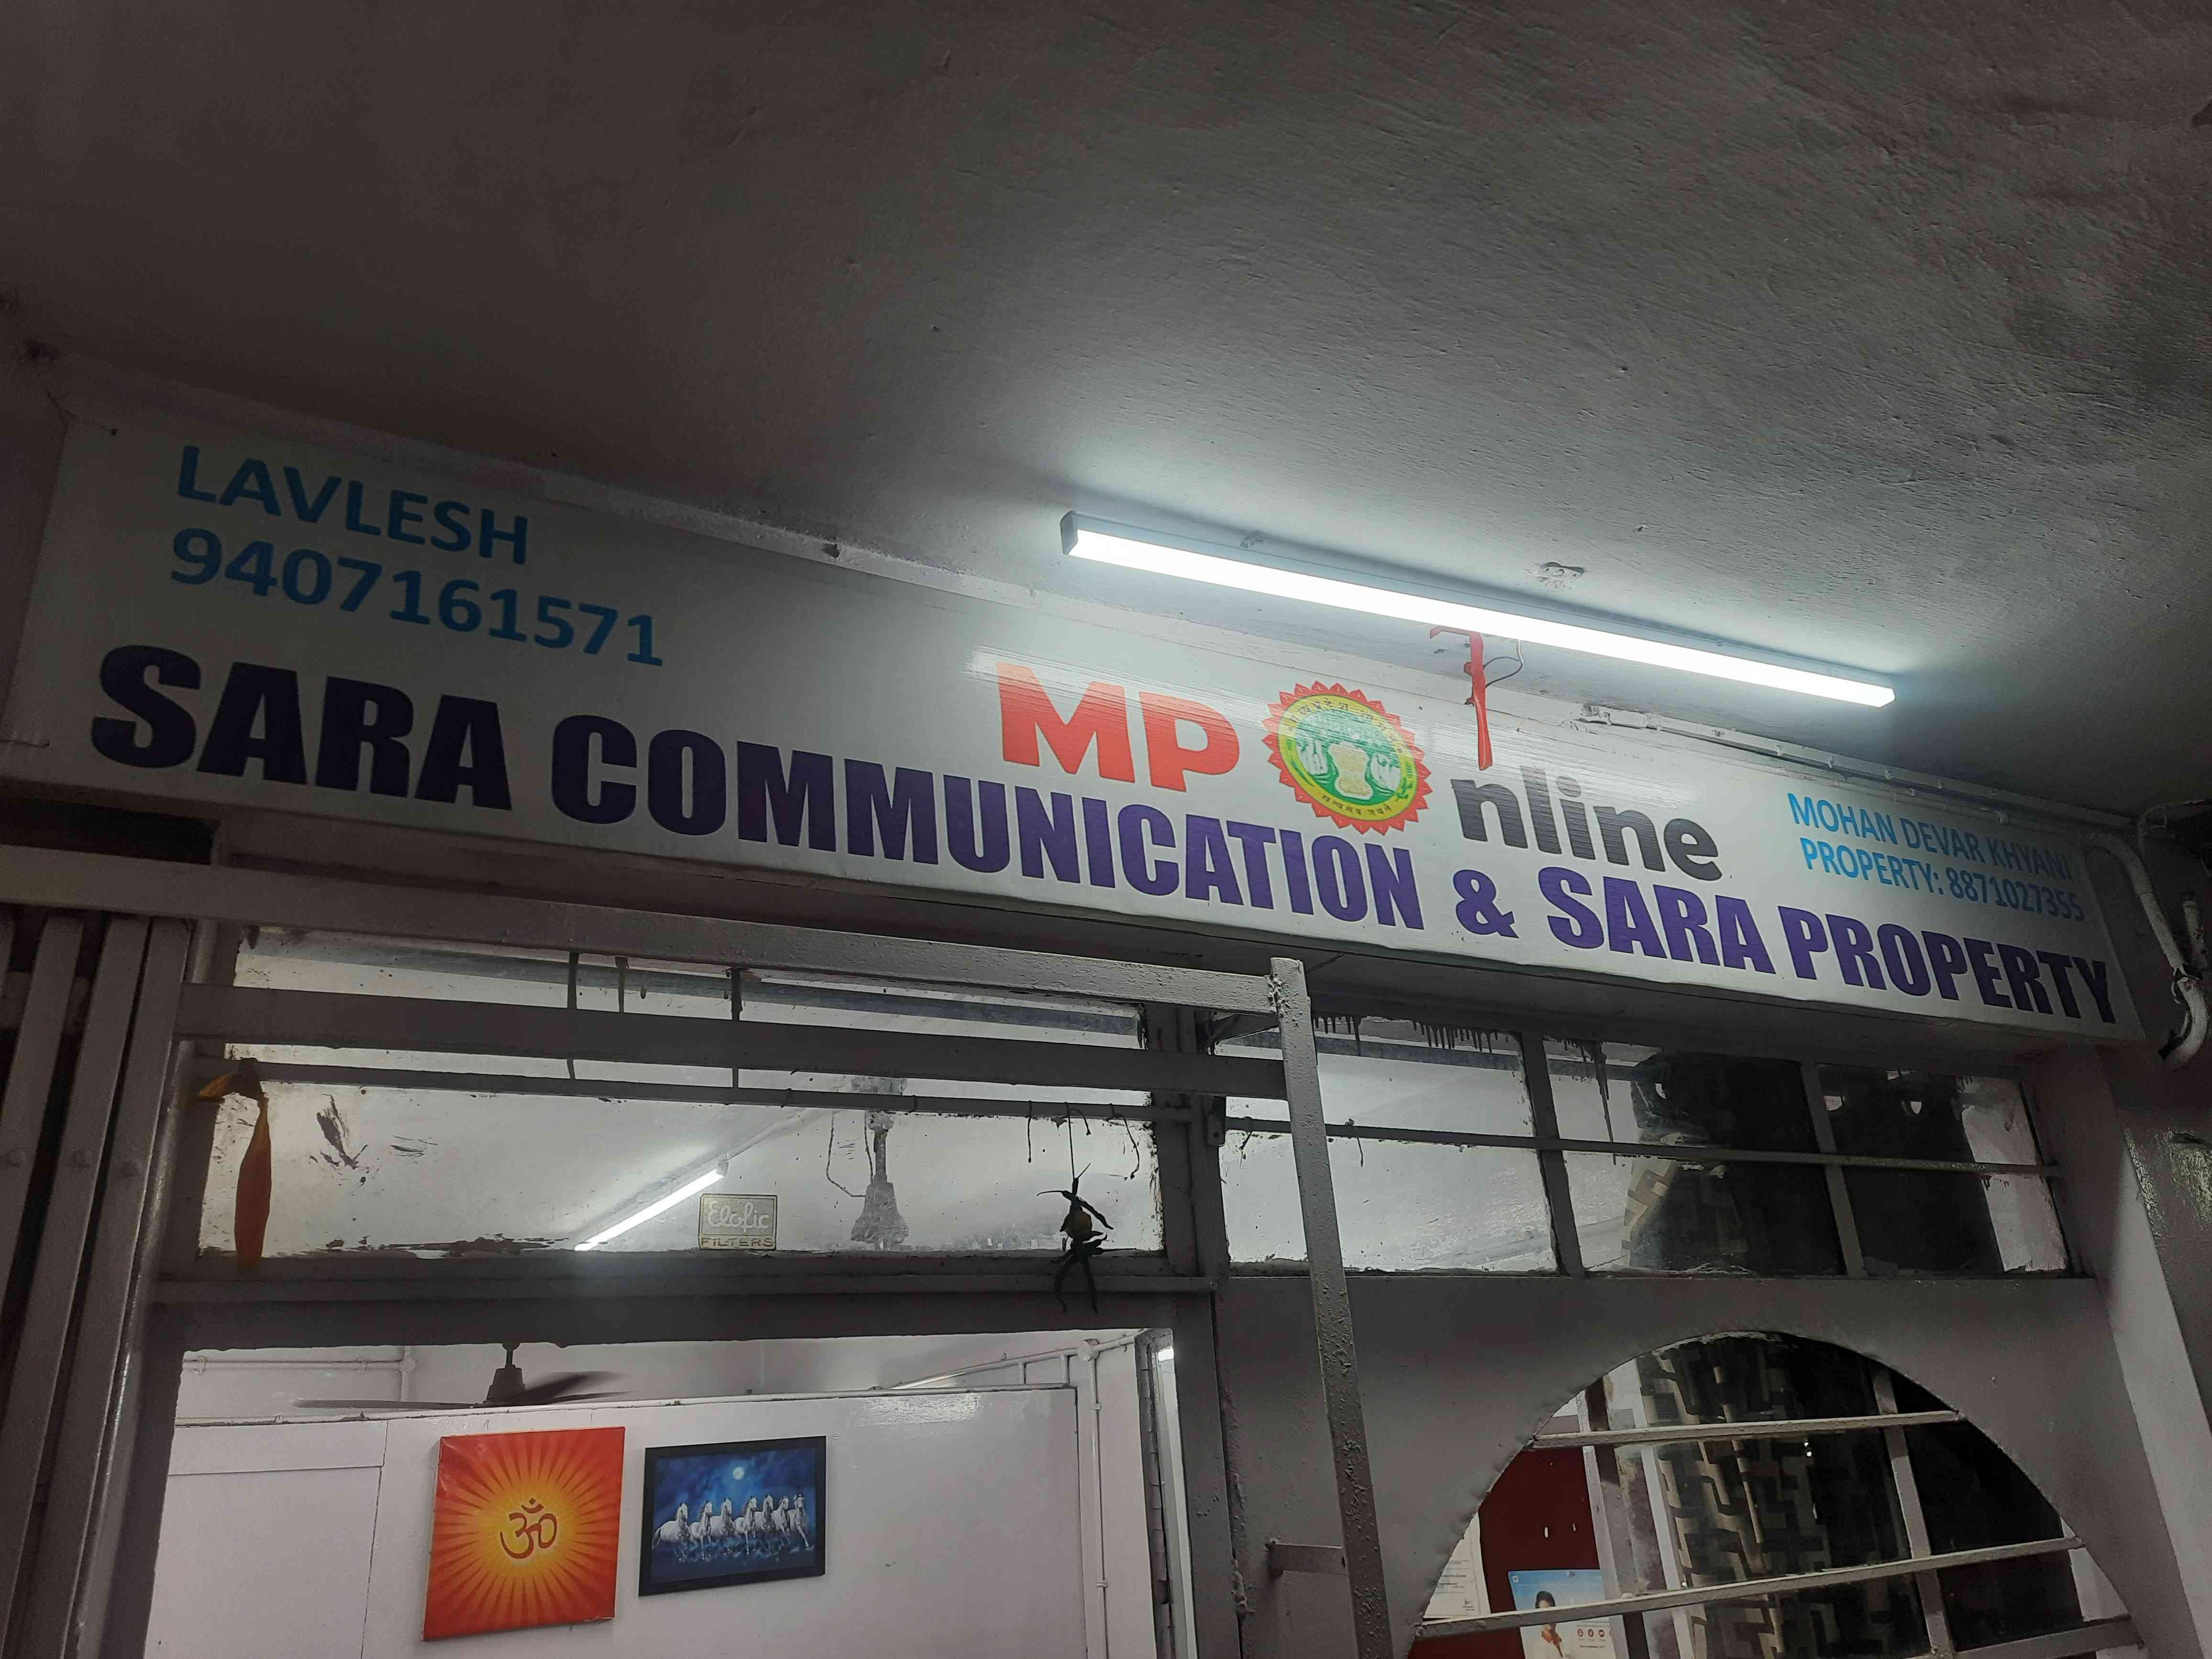 LAVLESH
9407161571
MP nline
MOHAN DEVAR KHYANI
PROPERTY: 8871027355
SARA COMMUNICATION & SARA PROPERTY
Elofic
FILTERS
ॐ